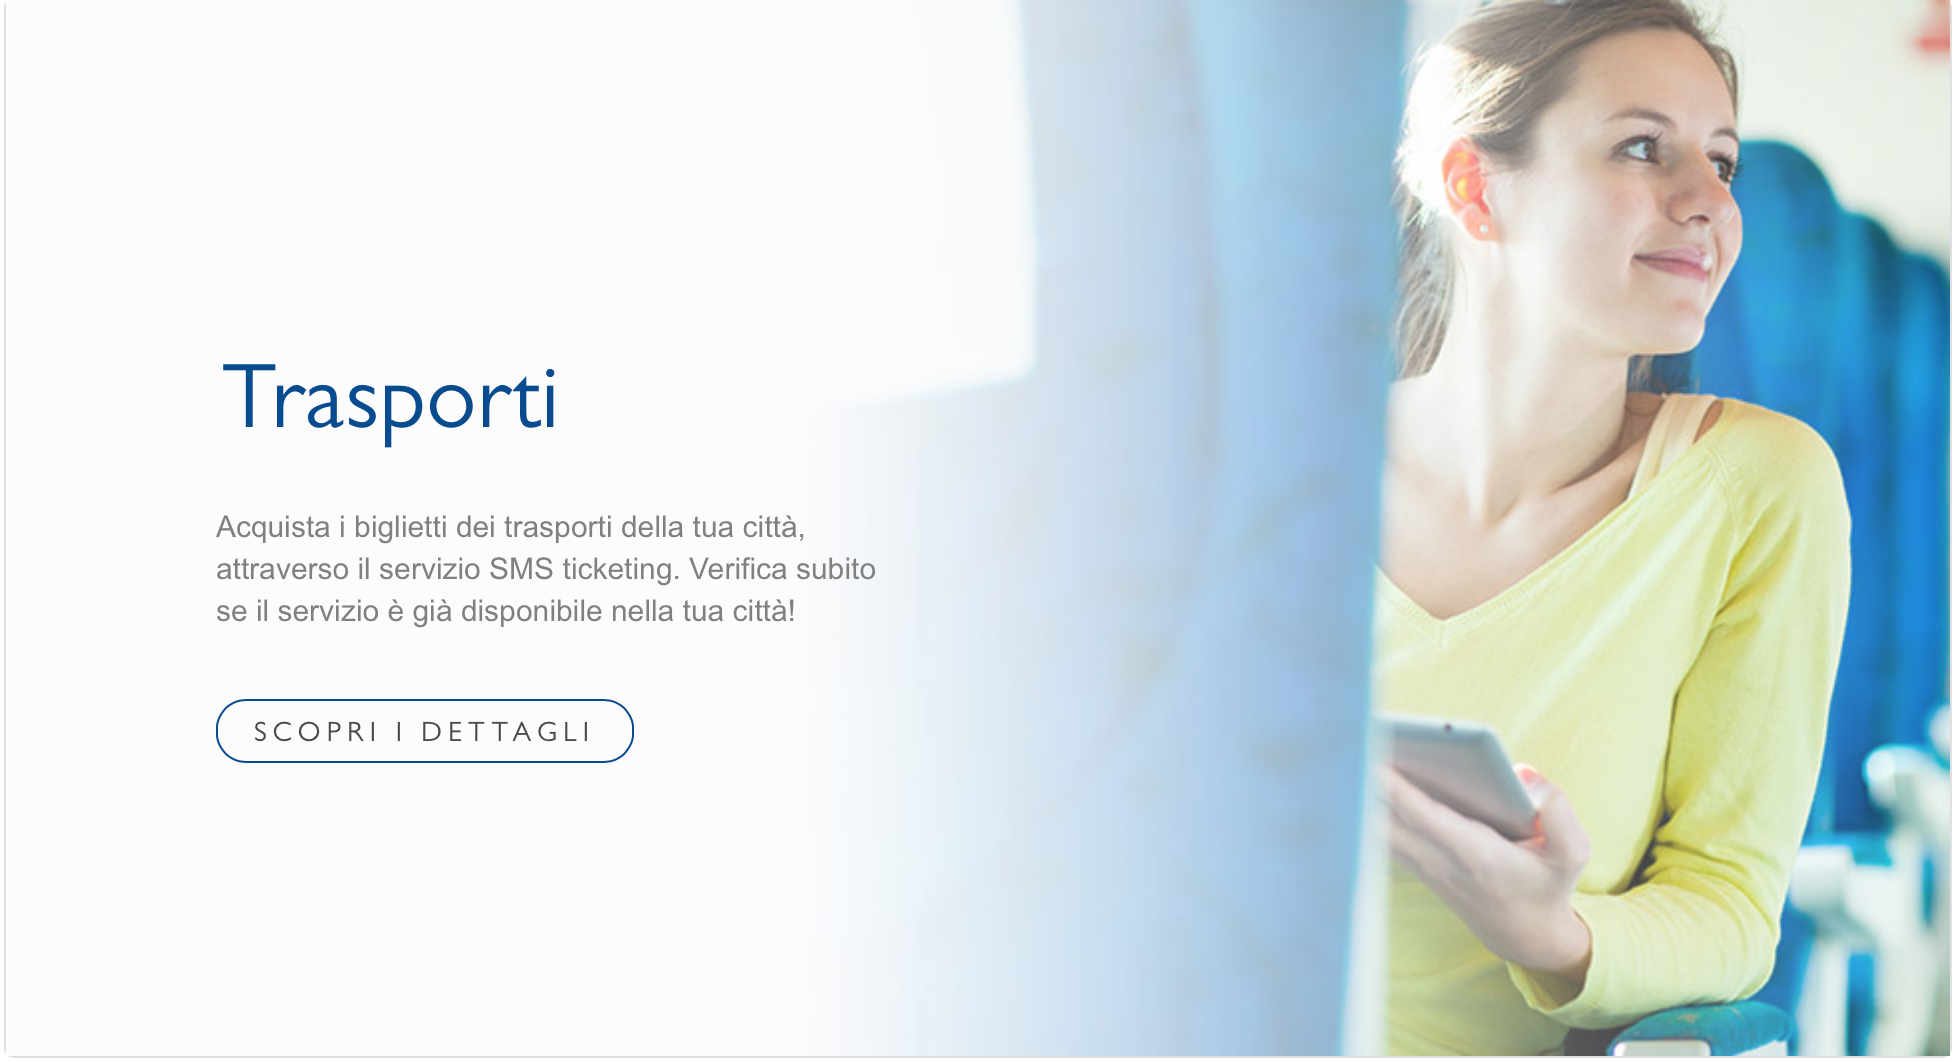 Trasporti
Acquista i biglietti dei trasporti della tua città,
attraverso il servizio SMS ticketing. Verifica subito
se il servizio è già disponibile nella tua città!
SCOPRI I DETTAGLI